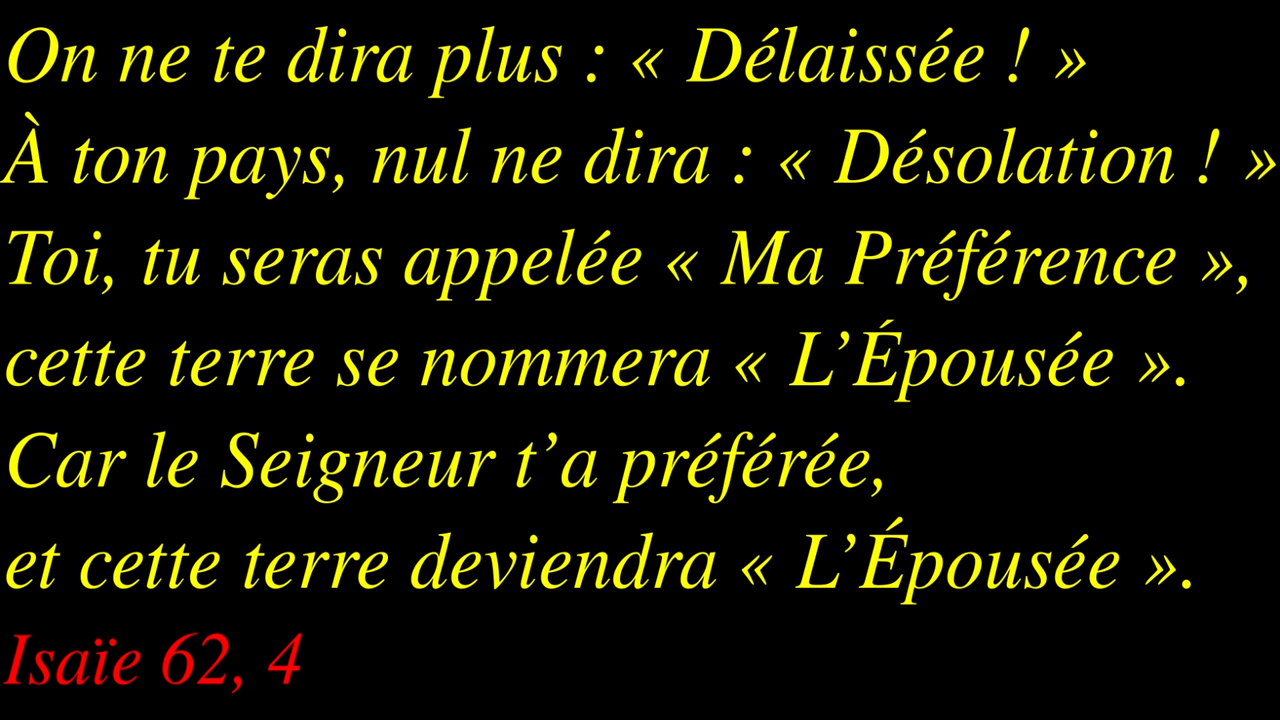 On ne te dira plus : « Délaissée ! »
À ton pays, nul ne dira : « Désolation ! »
Toi, tu seras appelée « Ma Préférence »,
cette terre se nommera « L’Épousée ».
Car le Seigneur t’a préférée,
et cette terre deviendra « L’Épousée ».
Isaïe 62, 4